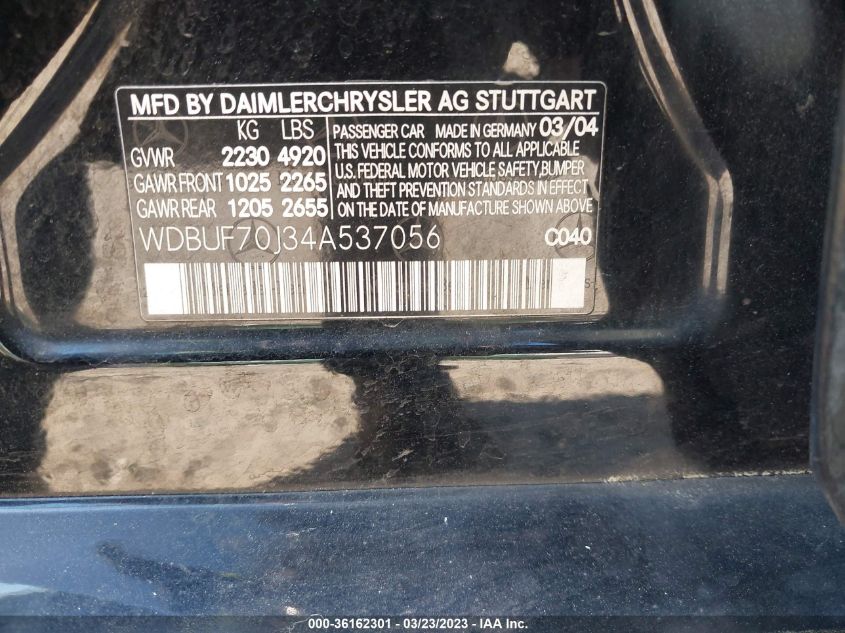 MFD BY DAIMLERCHRYSLER AG STUTTGART
KG LBS
GVWR 2230 4920
GAWR FRONT 1025 2265
GAWR REAR 1205 2655
PASSENGER CAR MADE IN GERMANY 03/04
THIS VEHICLE CONFORMS TO ALL APPLICABLE
U.S. FEDERAL MOTOR VEHICLE SAFETY,BUMPER
AND THEFT PREVENTION STANDARDS IN EFFECT
ON THE DATE OF MANUFACTURE SHOWN ABOVE
WDBUF70J34A537056 C040
000-36162301 - 03/23/2023 - IAA Inc.